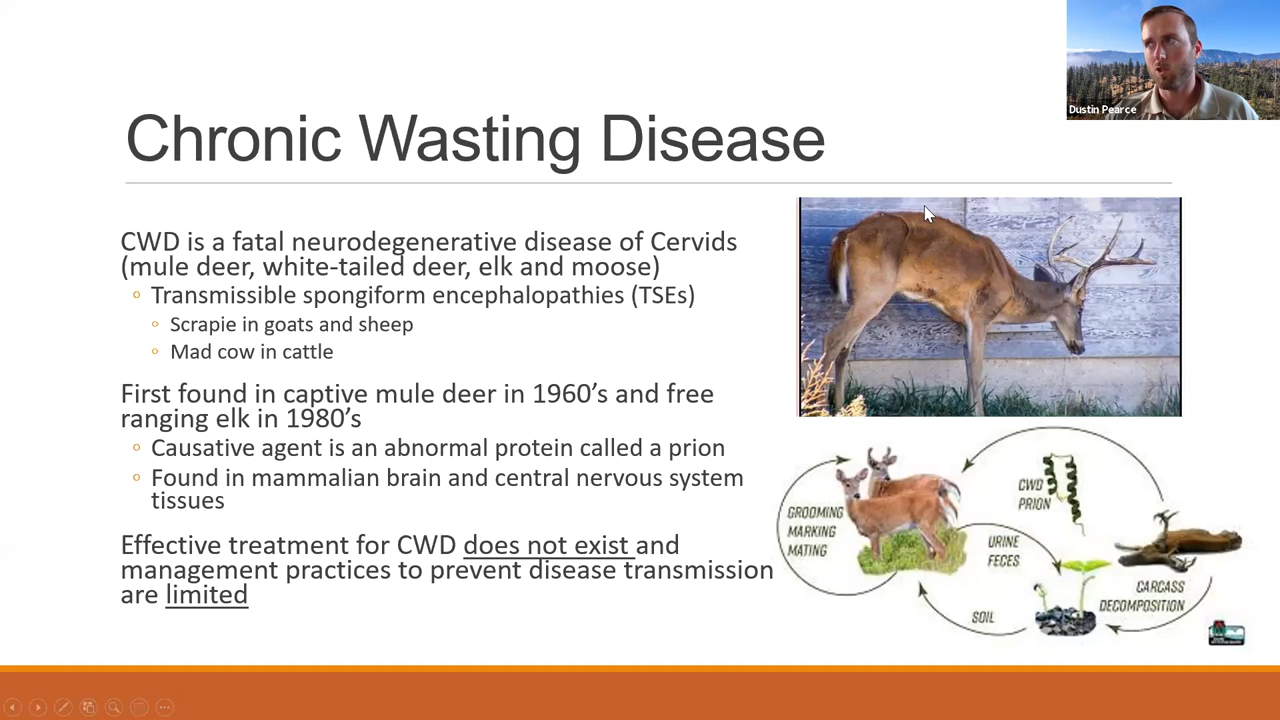 Dustin Pearce
Chronic Wasting Disease
CWD is a fatal neurodegenerative disease of Cervids
(mule deer, white-tailed deer, elk and moose)
Transmissible spongiform encephalopathies (TSEs)
Scrapie in goats and sheep
Mad cow in cattle
First found in captive mule deer in 1960’s and free
ranging elk in 1980’s
Causative agent is an abnormal protein called a prion
Found in mammalian brain and central nervous system
tissues
Effective treatment for CWD does not exist and
management practices to prevent disease transmission
are limited
GROOMING
MARKING
MATING
CWD
PRION
URINE
FECES
CARCASS
DECOMPOSITION
SOIL